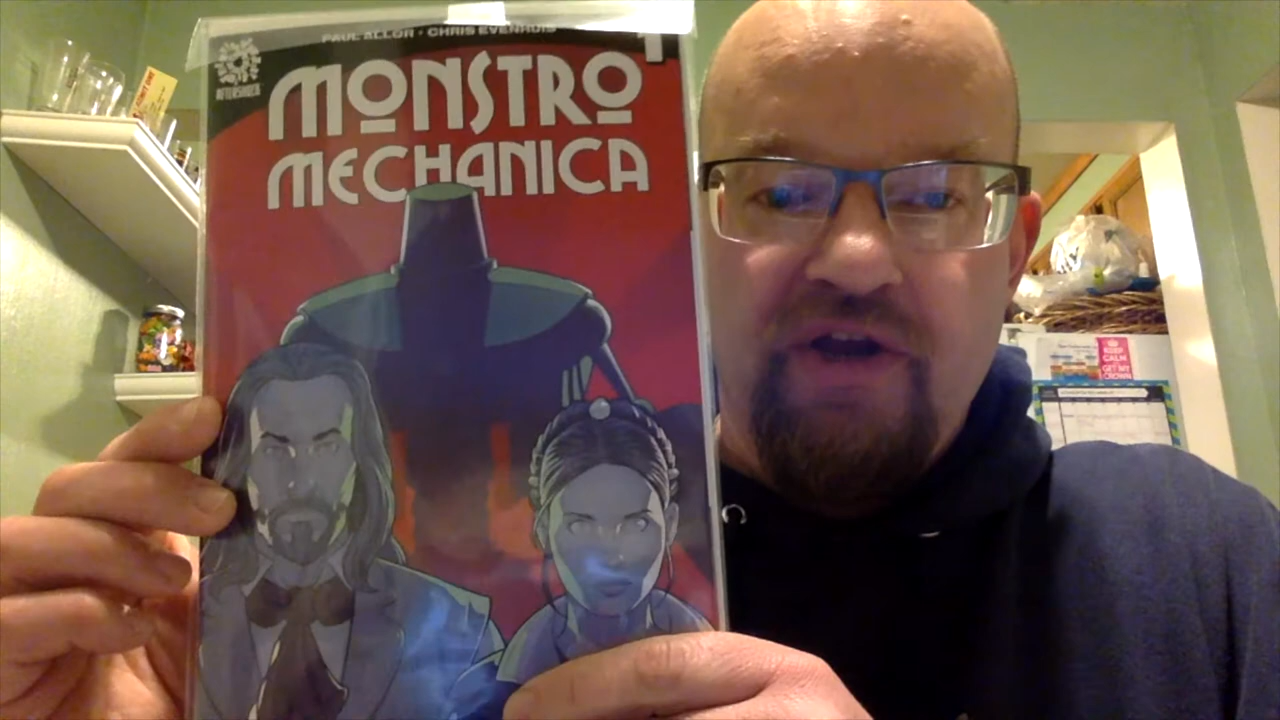 PAUL ALLOR • CHRIS EVENHUIS
1
AFTERSHOCK
MONSTRO
MECHANICA
KEEP
CALM
GET MY
CROWN